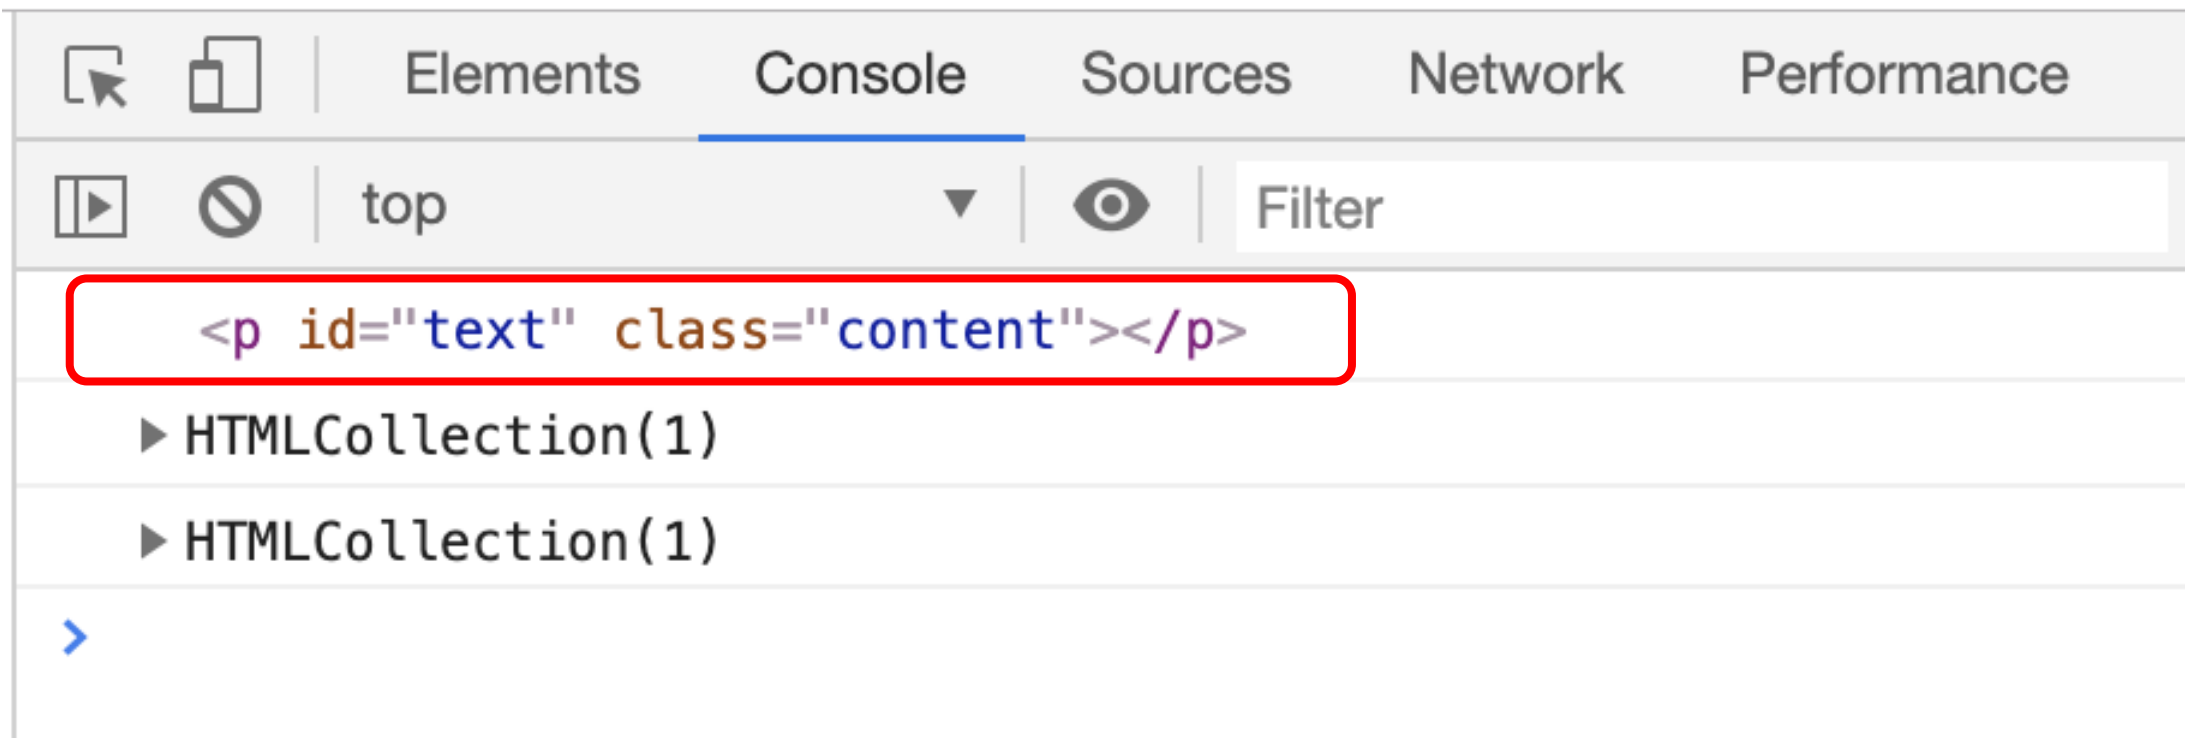 Elements Console Sources Network Performance
top Filter
<p id="text" class="content"></p>
HTMLCollection(1)
HTMLCollection(1)